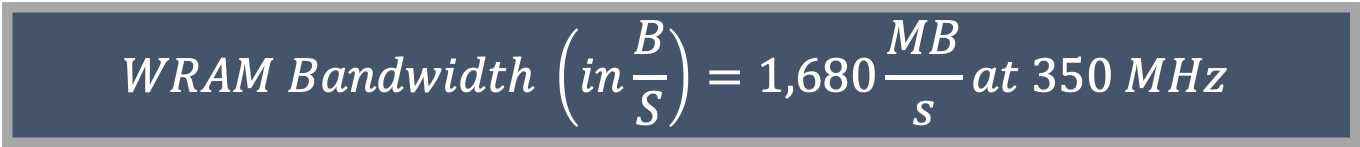 WRAM Bandwidth (in B/S) = 1,680 MB/s at 350 MHz